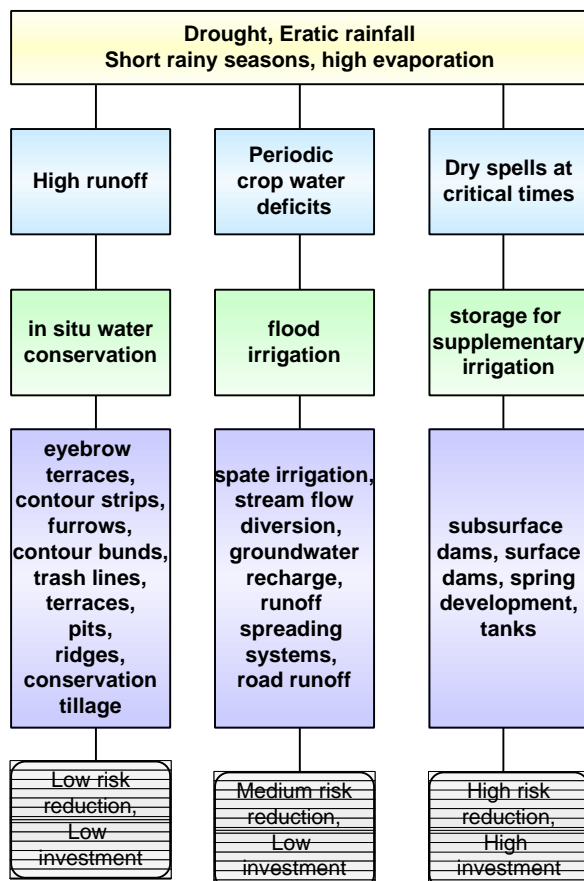 Drought, Eratic rainfall
Short rainy seasons, high evaporation
High runoff
Periodic
crop water
deficits
Dry spells at
critical times
in situ water
conservation
flood
irrigation
storage for
supplementary
irrigation
eyebrow
terraces,
contour strips,
furrows,
contour bunds,
trash lines,
terraces,
pits,
ridges,
conservation
tillage
spate irrigation,
stream flow
diversion,
groundwater
recharge,
runoff
spreading
systems,
road runoff
subsurface
dams, surface
dams, spring
development,
tanks
Low risk
reduction,
Low
investment
Medium risk
reduction,
Low
investment
High risk
reduction,
High
investment